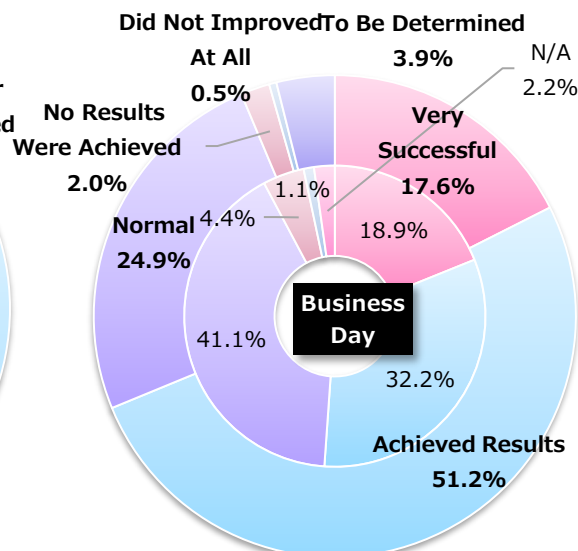 Did Not Improved
At All
0.5%
To Be Determined
3.9%
N/A
2.2%
No Results
Were Achieved
2.0%
Very
Successful
17.6%
1.1%
4.4%
18.9%
Normal
24.9%
Business
Day
41.1%
32.2%
Achieved Results
51.2%